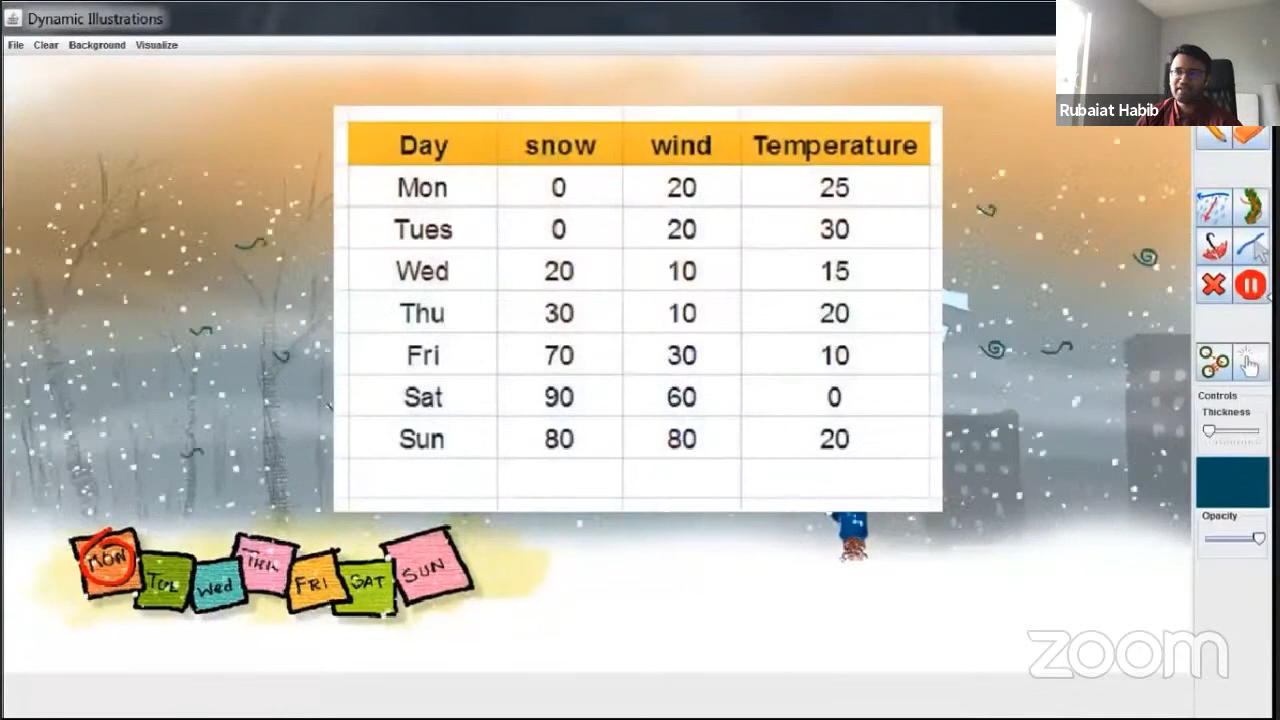 Dynamic Illustrations
File Clear Background Visualize
Rubaiat Habib
Day snow wind Temperature
Mon 0 20 25
Tues 0 20 30
Wed 20 10 15
Thu 30 10 20
Fri 70 30 10
Sat 90 60 0
Sun 80 80 20
Controls
Thickness
Opacity
MON TUE Wed THU FRI SAT SUN
zoom